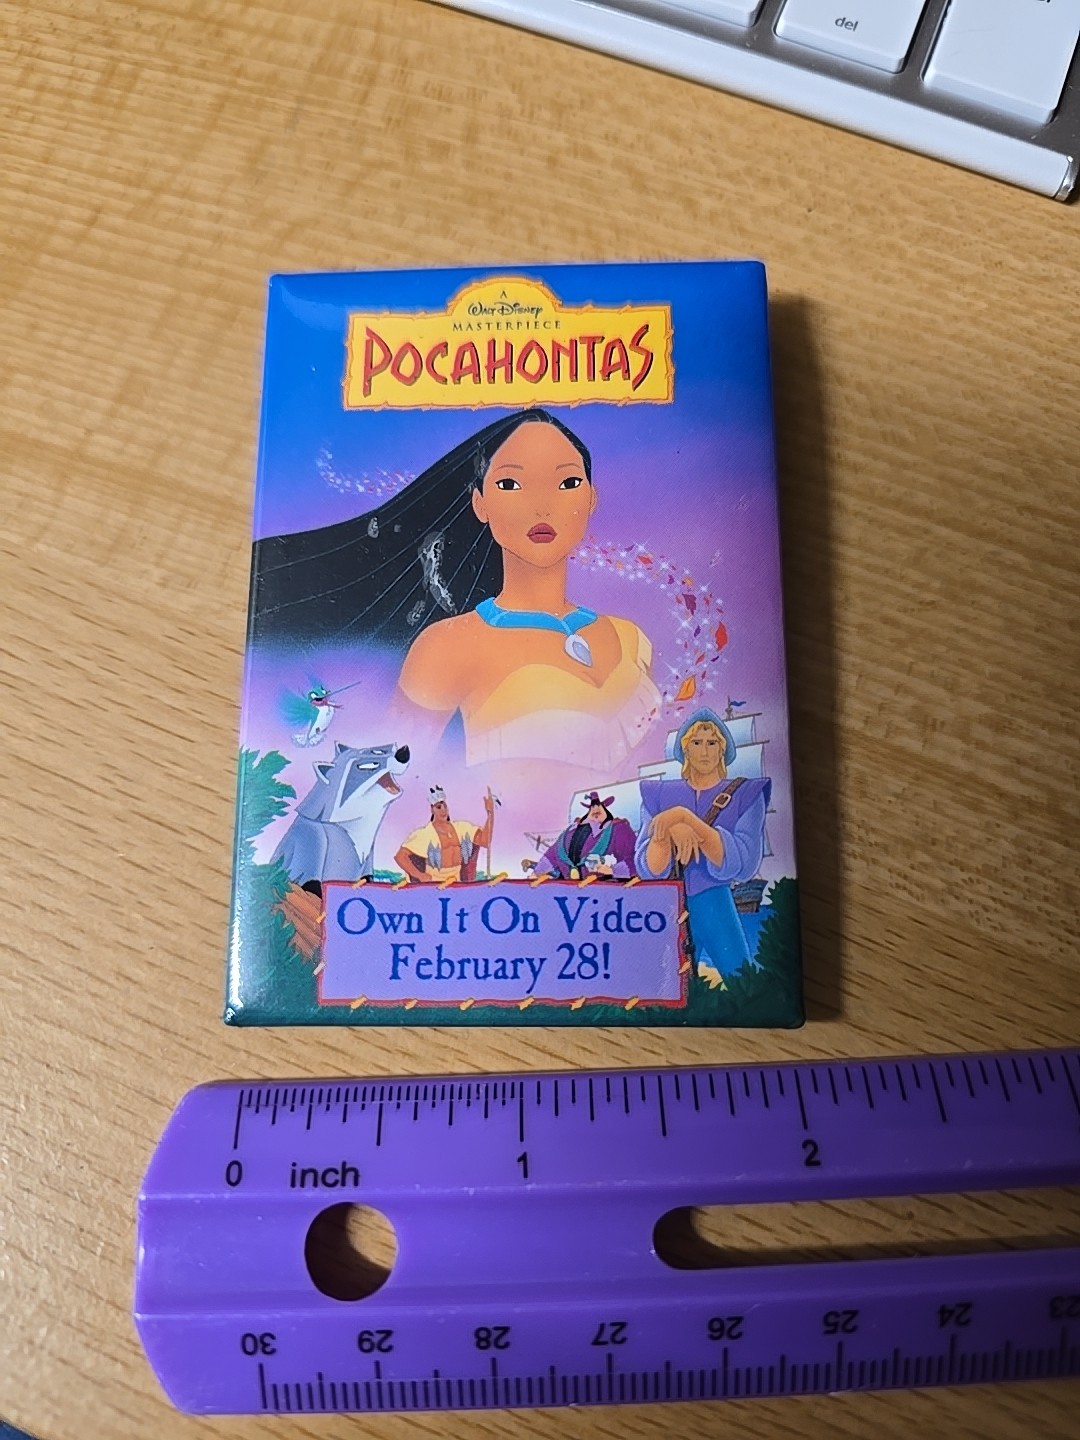 del
A
Walt Disney
MASTERPIECE
POCAHONTAS
Own It On Video
February 28!
0 inch 1 2
30 29 28 27 26 25 24 23